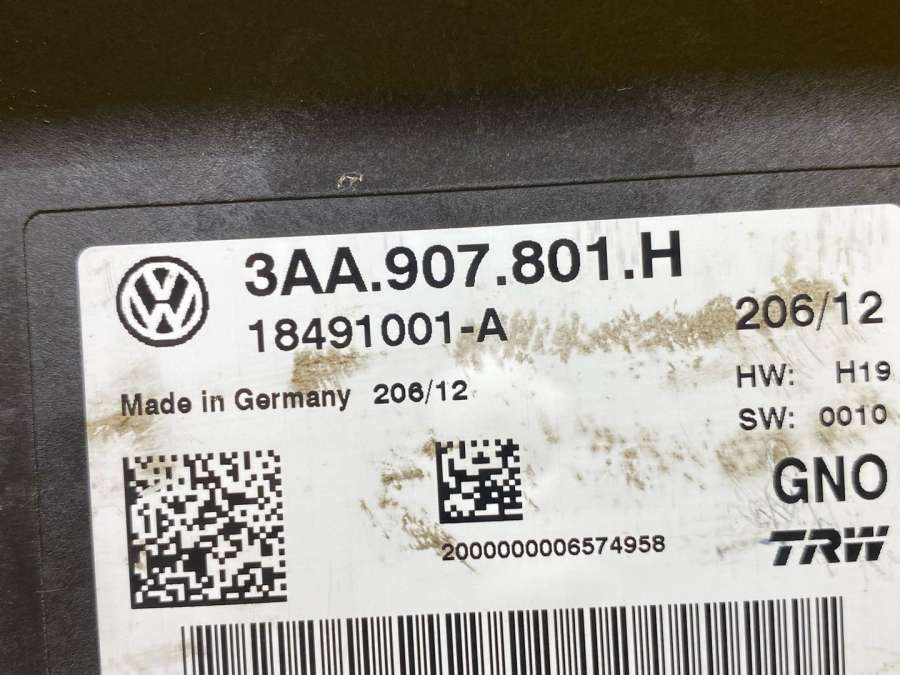 3AA.907.801.H
18491001-A
206/12
Made in Germany 206/12
HW: H19
SW: 0010
GNO
2000000006574958
TRW